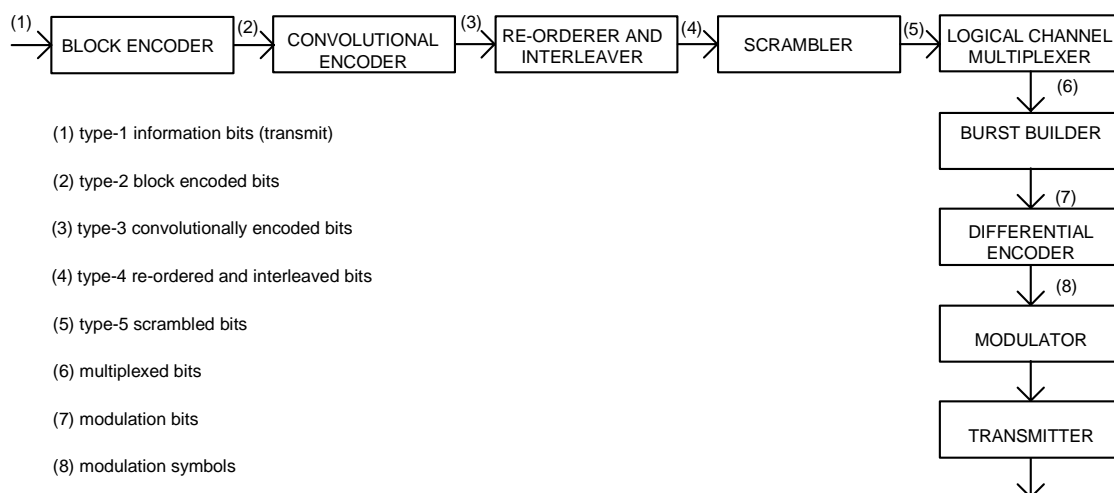 (1)
BLOCK ENCODER
(2)
CONVOLUTIONAL
ENCODER
(3)
RE-ORDERER AND
INTERLEAVER
(4)
SCRAMBLER
(5)
LOGICAL CHANNEL
MULTIPLEXER
(6)
BURST BUILDER
(7)
DIFFERENTIAL
ENCODER
(8)
MODULATOR
TRANSMITTER
(1) type-1 information bits (transmit)
(2) type-2 block encoded bits
(3) type-3 convolutionally encoded bits
(4) type-4 re-ordered and interleaved bits
(5) type-5 scrambled bits
(6) multiplexed bits
(7) modulation bits
(8) modulation symbols